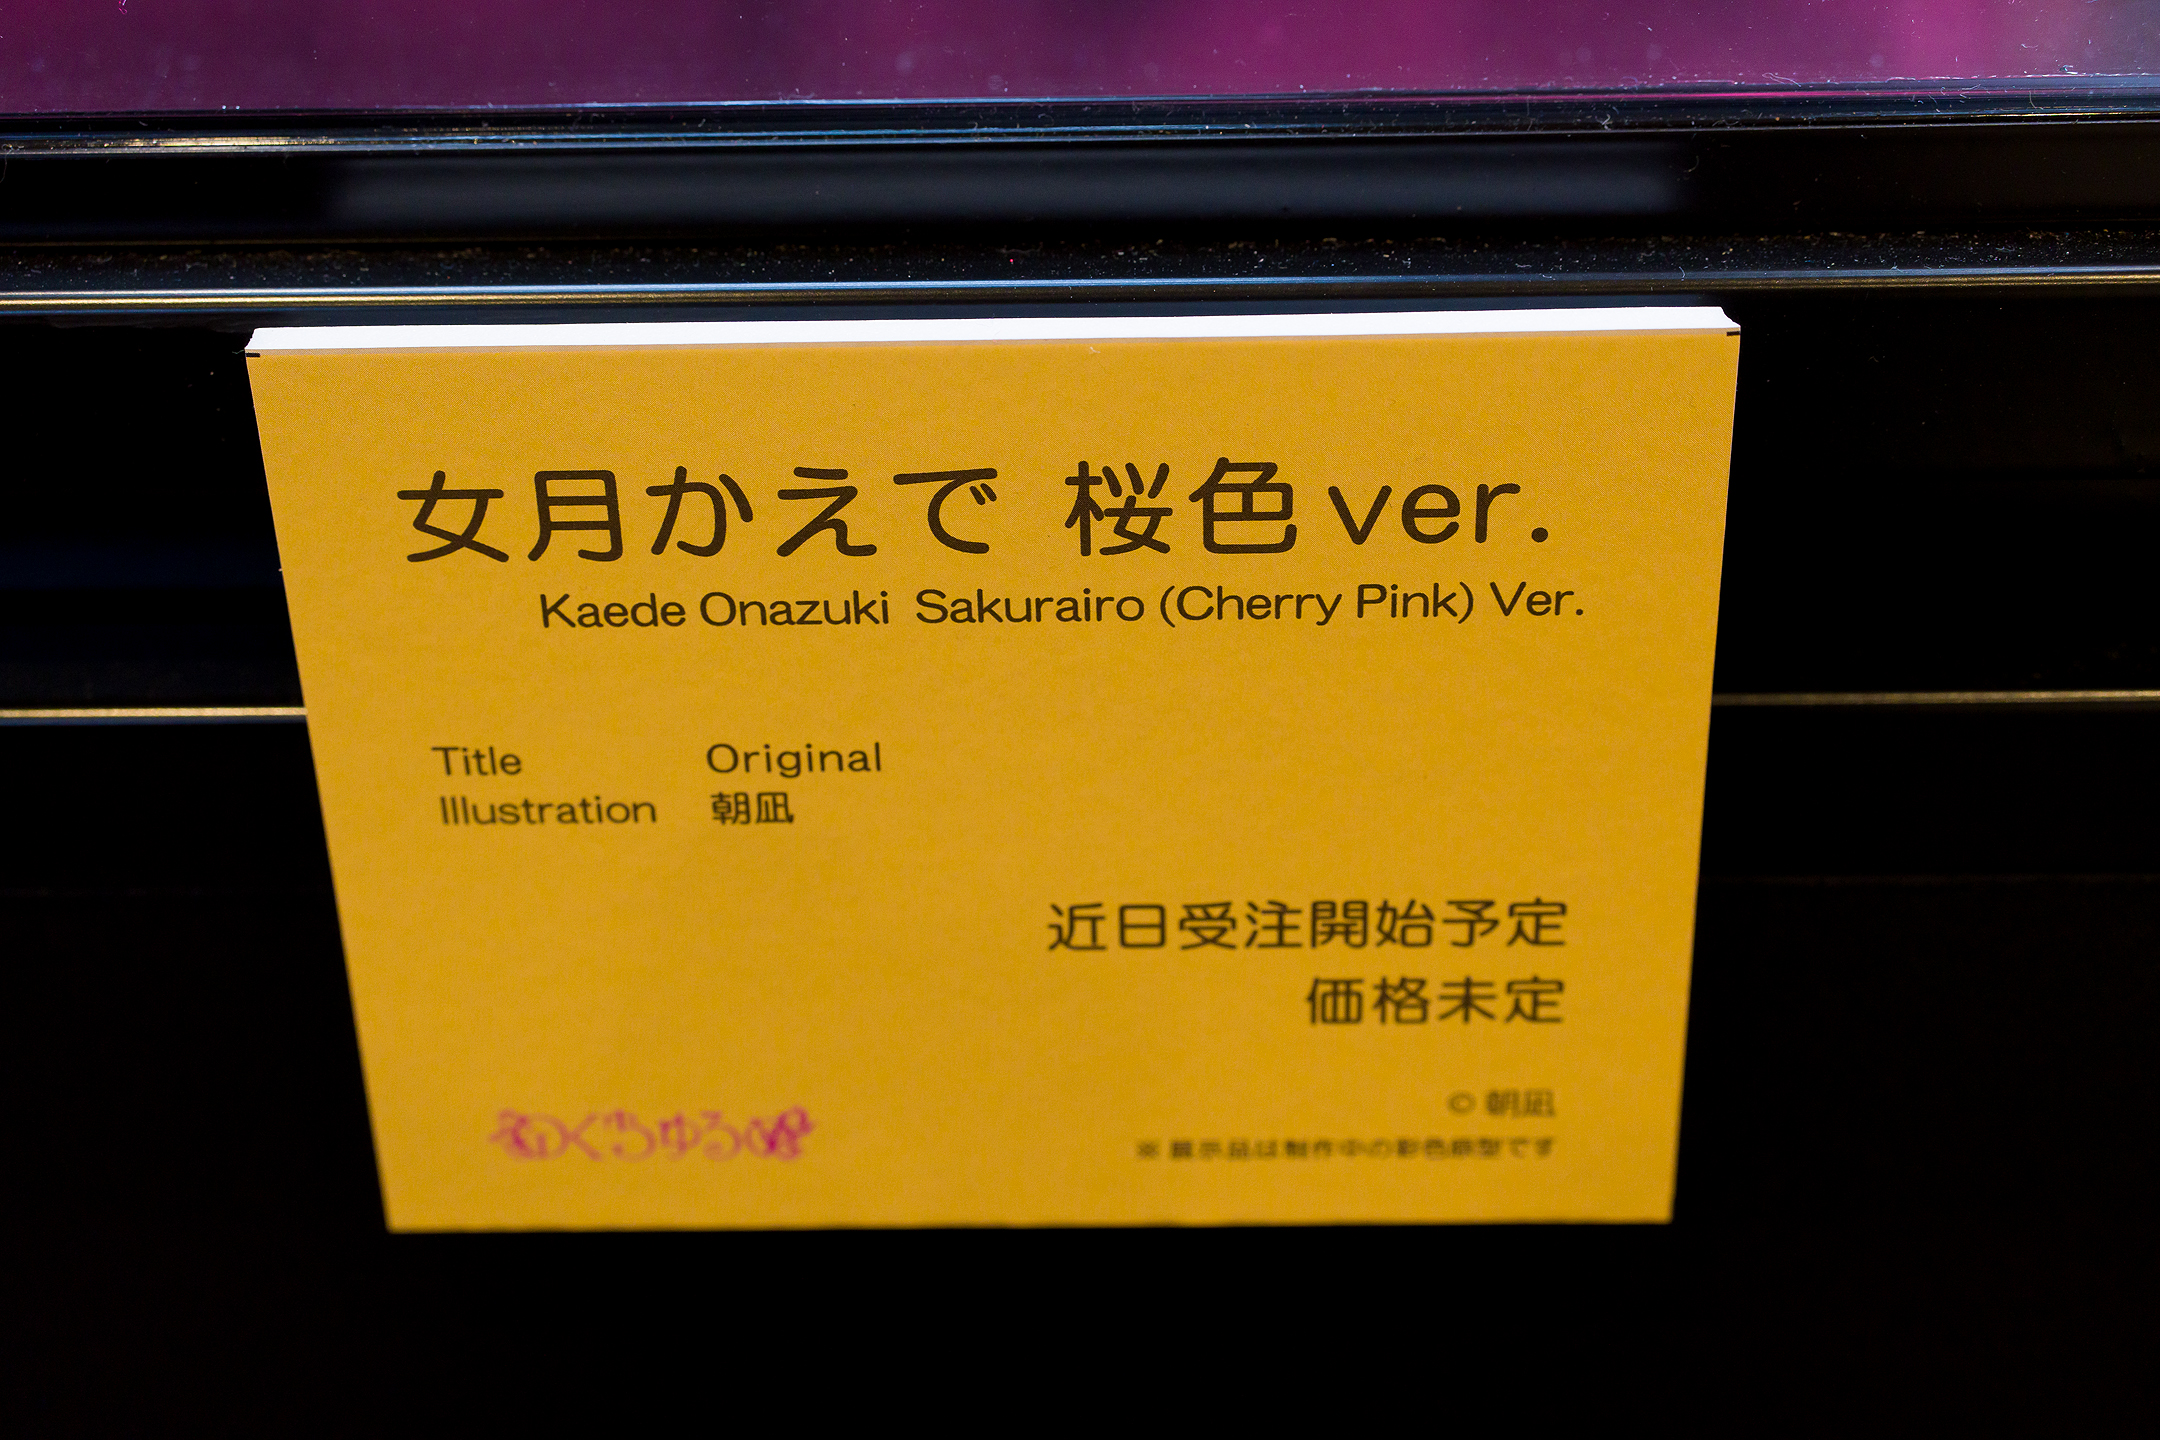 女月かえで 桜色ver.
Kaede Onazuki Sakurairo (Cherry Pink) Ver.
Title Original
Illustration 朝凪
近日受注開始予定
価格未定
© 朝凪
※ 展示品は制作中の彩色原型です